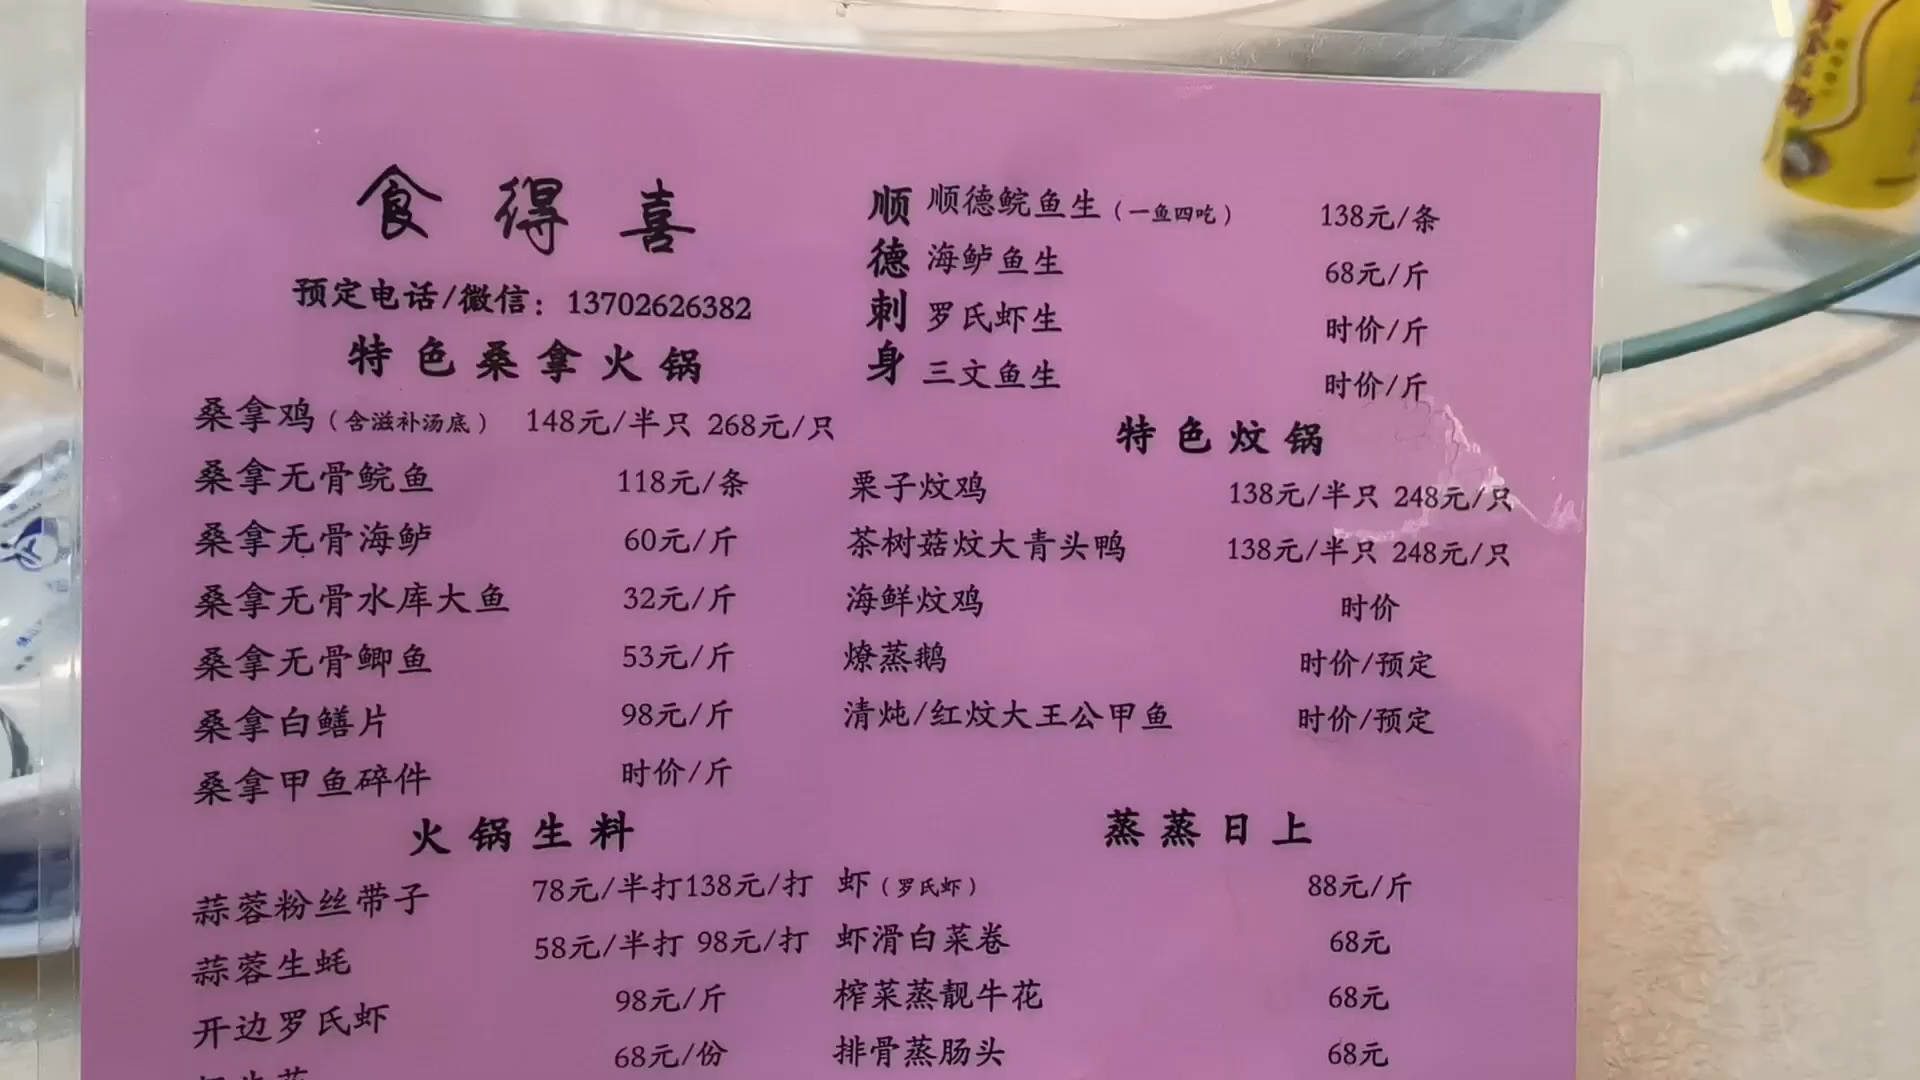 食得喜
预定电话/微信：13702626382
特色桑拿火锅
桑拿鸡（含滋补汤底） 148元/半只 268元/只
桑拿无骨鲩鱼 118元/条
桑拿无骨海鲈 60元/斤
桑拿无骨水库大鱼 32元/斤
桑拿无骨鲫鱼 53元/斤
桑拿白鳝片 98元/斤
桑拿甲鱼碎件 时价/斤
火锅生料
蒜蓉粉丝带子 78元/半打138元/打
蒜蓉生蚝 58元/半打 98元/打
开边罗氏虾 98元/斤
68元/份
顺德刺身
顺德鲩鱼生（一鱼四吃） 138元/条
海鲈鱼生 68元/斤
罗氏虾生 时价/斤
三文鱼生 时价/斤
特色炆锅
栗子炆鸡 138元/半只 248元/只
茶树菇炆大青头鸭 138元/半只 248元/只
海鲜炆鸡 时价
燎蒸鹅 时价/预定
清炖/红炆大王公甲鱼 时价/预定
蒸蒸日上
虾（罗氏虾） 88元/斤
虾滑白菜卷 68元
榨菜蒸靓牛花 68元
排骨蒸肠头 68元